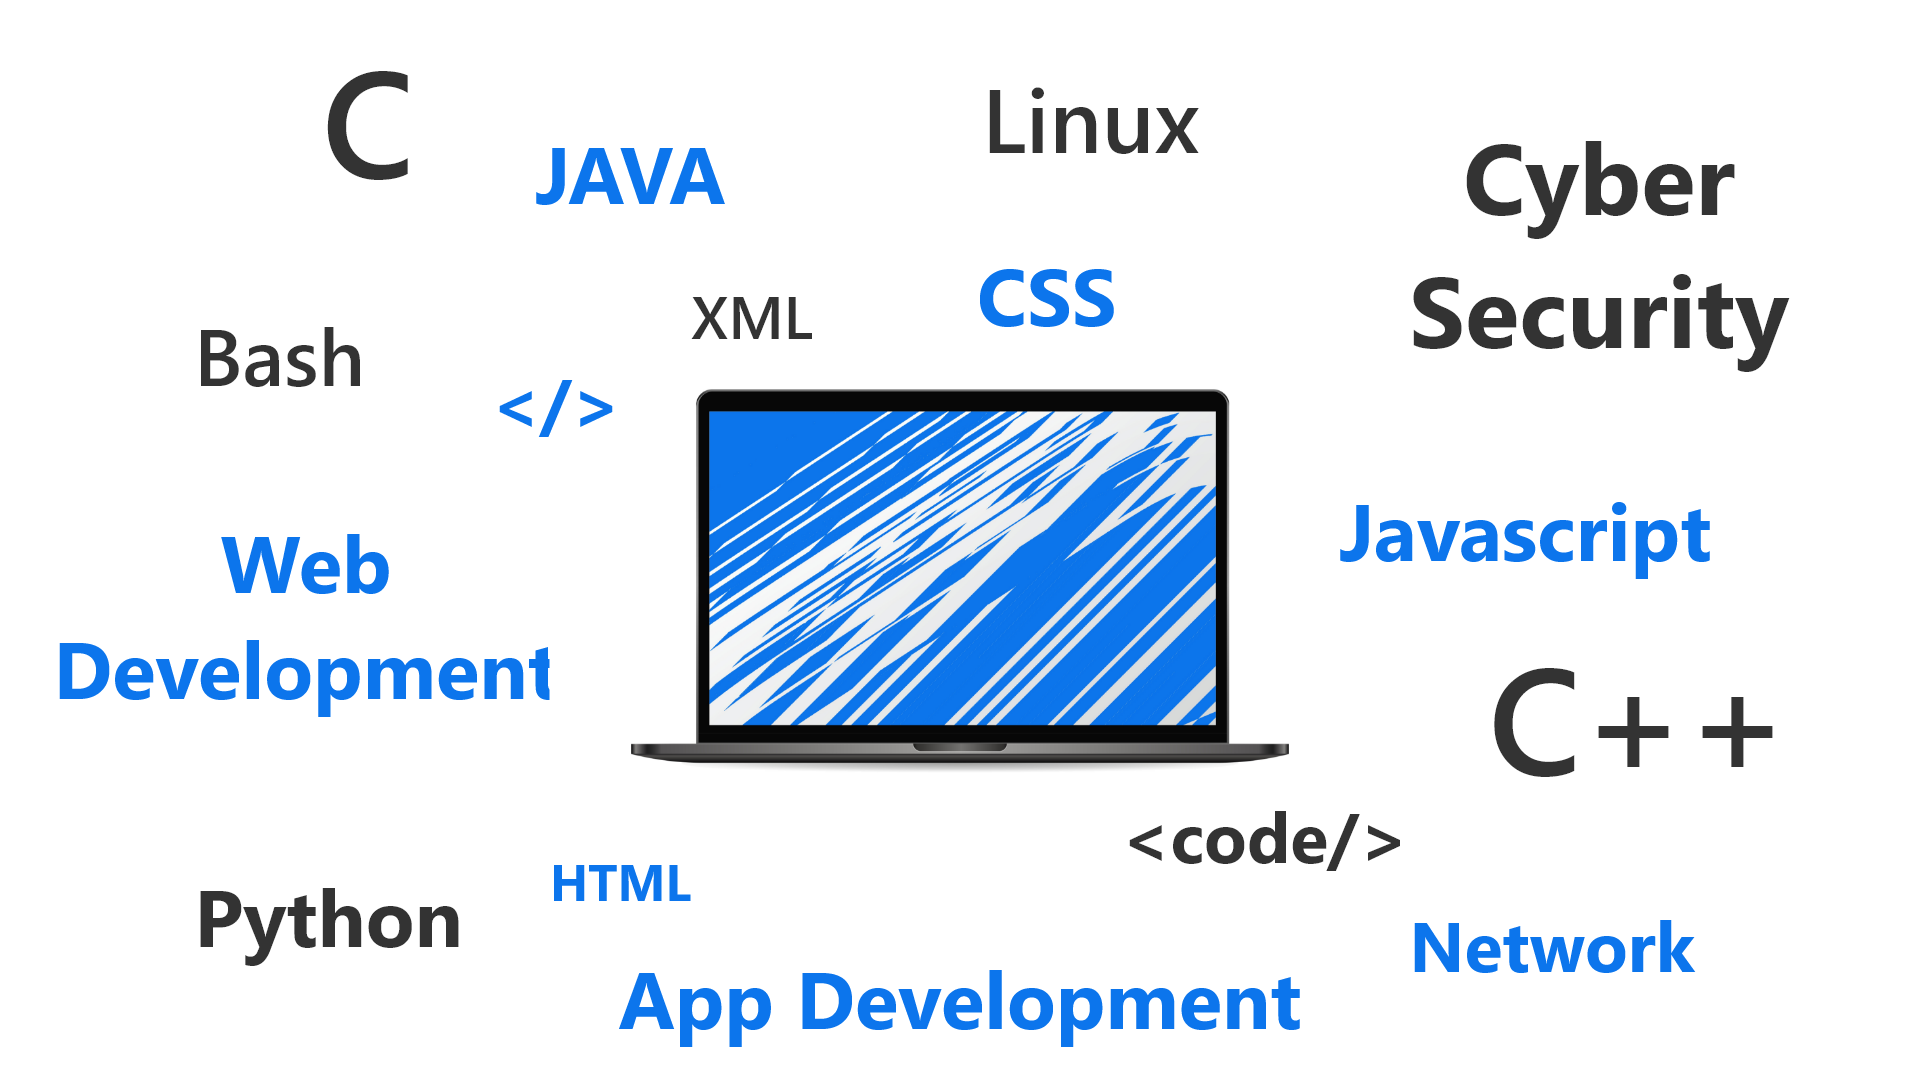 C
JAVA
Linux
Cyber
Security
XML
CSS
Bash
</>
Web
Development
Javascript
C++
<code/>
Python
HTML
Network
App Development